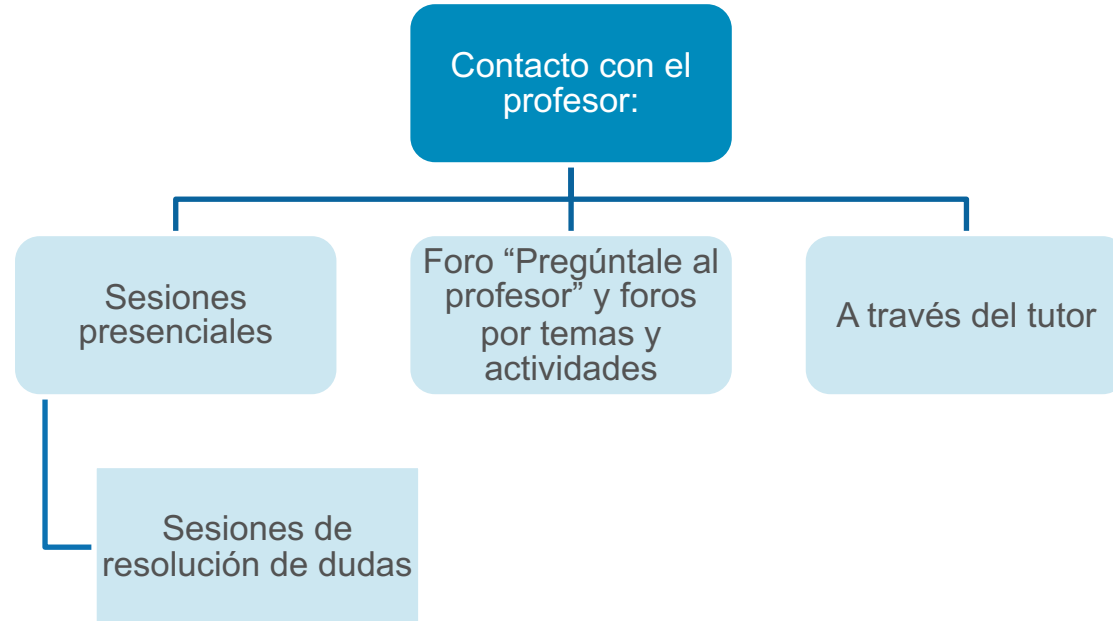 Contacto con el
profesor:
Sesiones
presenciales
Foro “Pregúntale al
profesor” y foros
por temas y
actividades
A través del tutor
Sesiones de
resolución de dudas